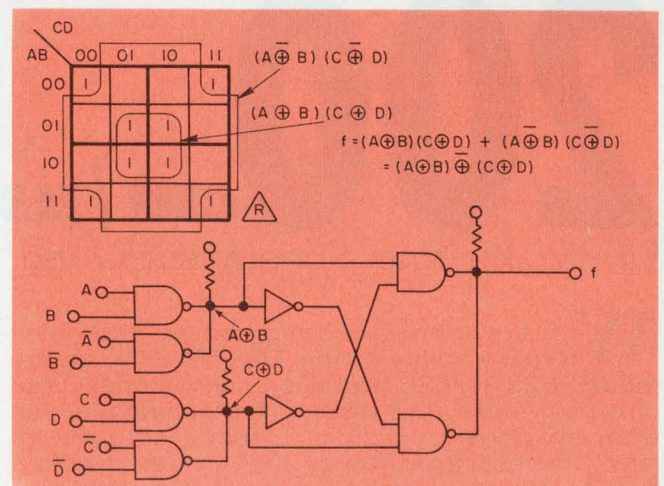 CD
AB 00 01 10 11
00 1 1
01 1 1
10 1 1
11 1 1
(A ⊕̅ B) (C ⊕̅ D)
(A ⊕ B) (C ⊕ D)
f = (A⊕B) (C⊕D) + (A⊕̅B) (C⊕̅D)
= (A⊕B) ⊕̅ (C⊕D)
R
A
B
A̅
B̅
A⊕B
C
D
C̅
D̅
C⊕D
f